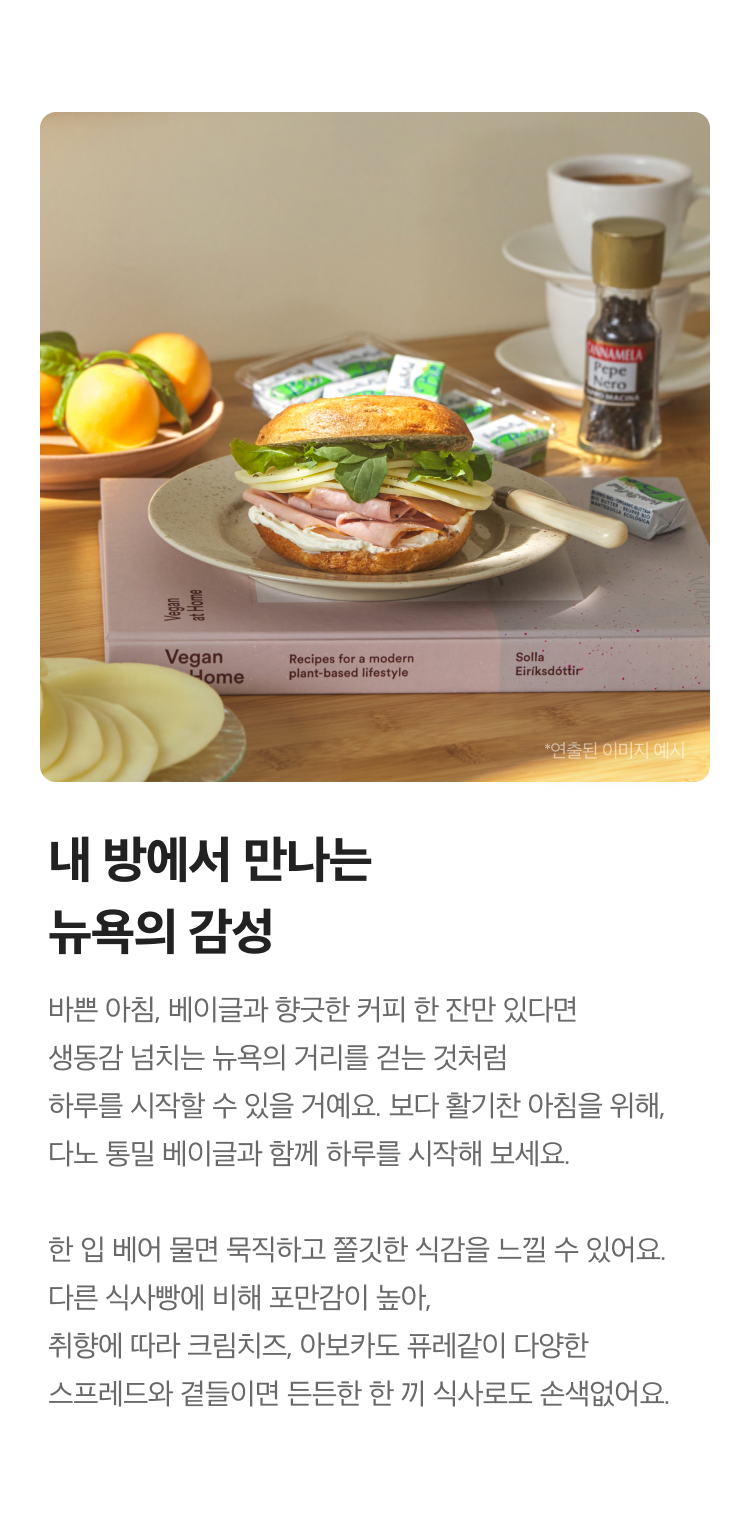 CANNAMELA
Pepe
Nero
Vegan
at Home
Vegan
Home
Recipes for a modern
plant-based lifestyle
Solla
Eiríksdóttir
*연출된 이미지 예시
내 방에서 만나는
뉴욕의 감성
바쁜 아침, 베이글과 향긋한 커피 한 잔만 있다면
생동감 넘치는 뉴욕의 거리를 걷는 것처럼
하루를 시작할 수 있을 거예요. 보다 활기찬 아침을 위해,
다노 통밀 베이글과 함께 하루를 시작해 보세요.
한 입 베어 물면 묵직하고 쫄깃한 식감을 느낄 수 있어요.
다른 식사빵에 비해 포만감이 높아,
취향에 따라 크림치즈, 아보카도 퓨레같이 다양한
스프레드와 곁들이면 든든한 한 끼 식사로도 손색없어요.